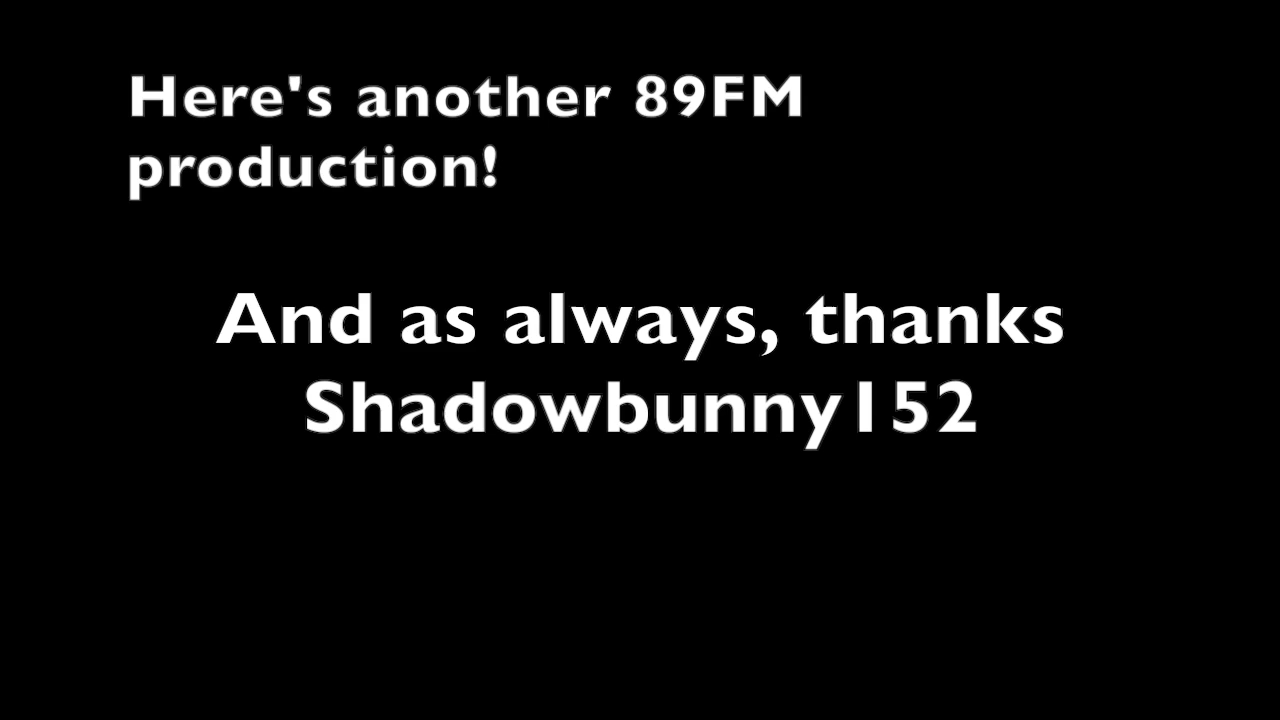 Here's another 89FM
production!
And as always, thanks
Shadowbunny152